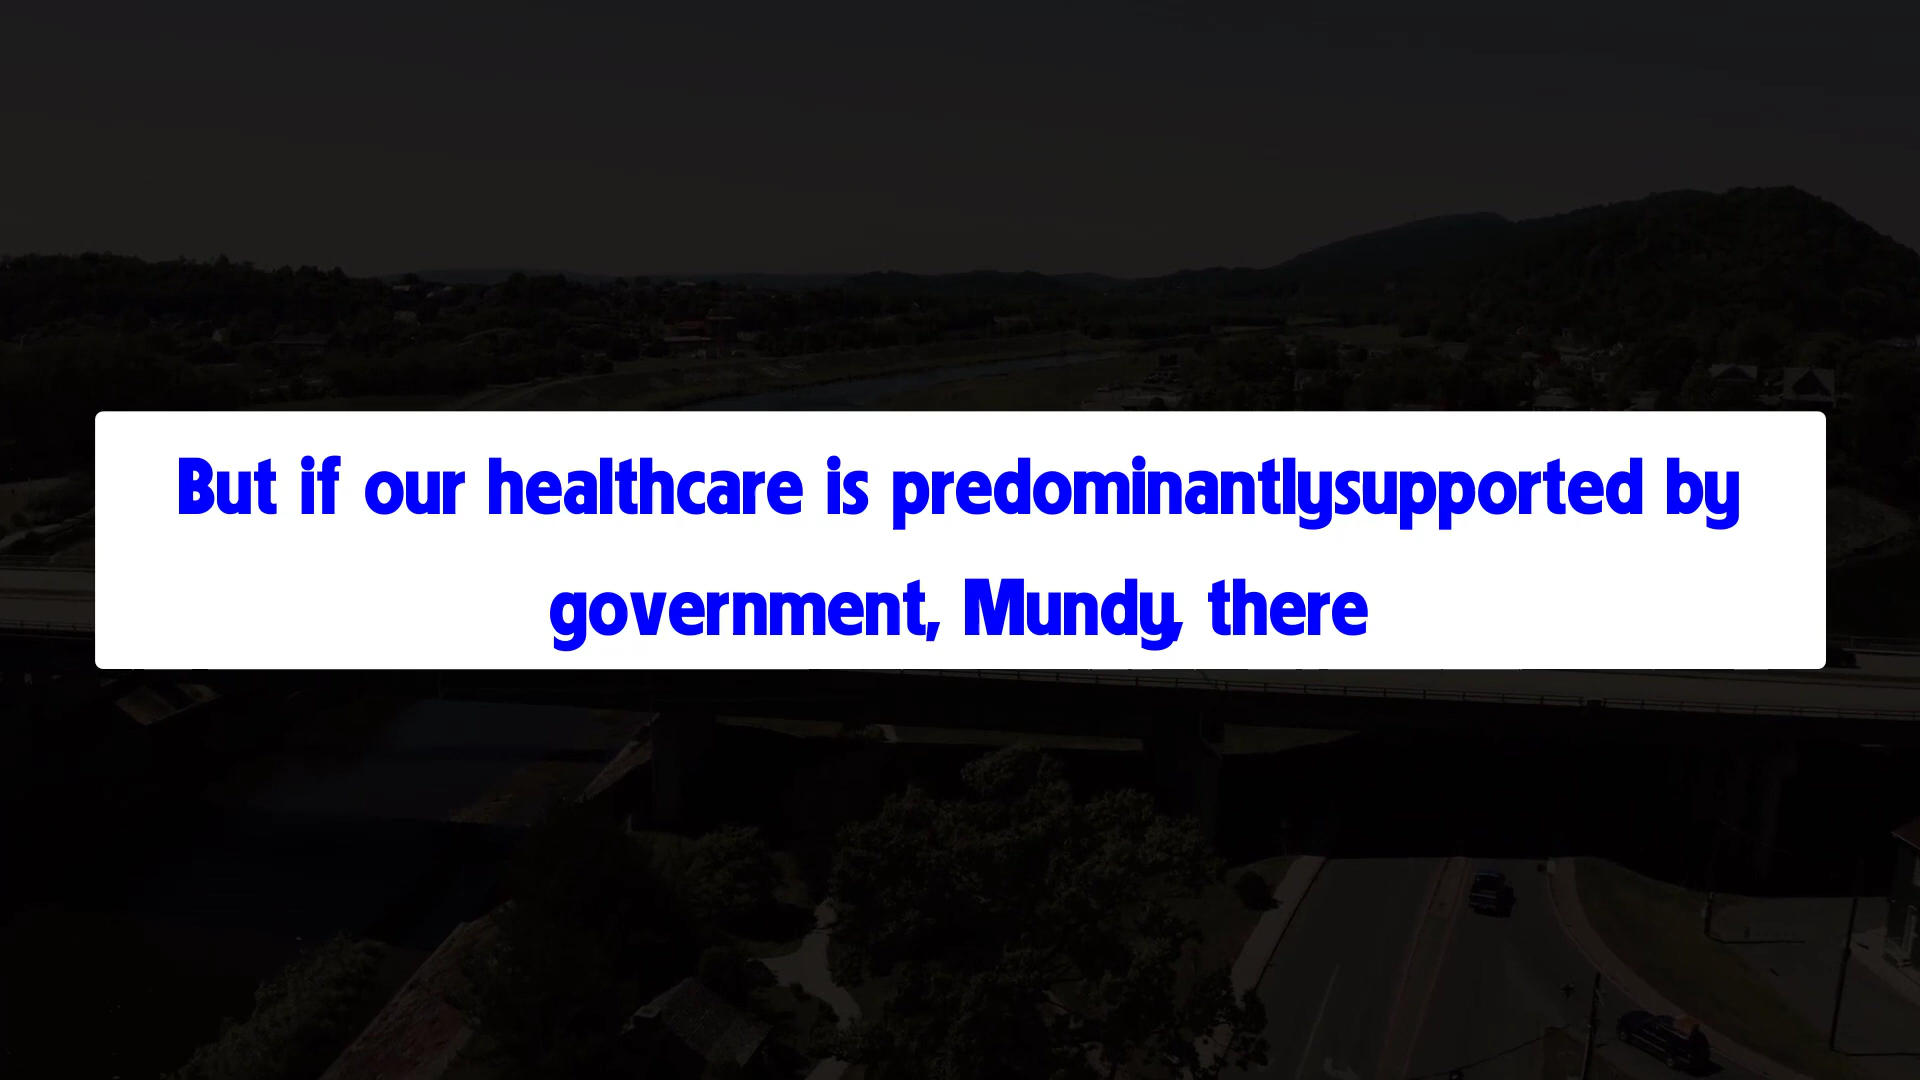 But if our healthcare is predominantlysupported by
government, Mundy, there